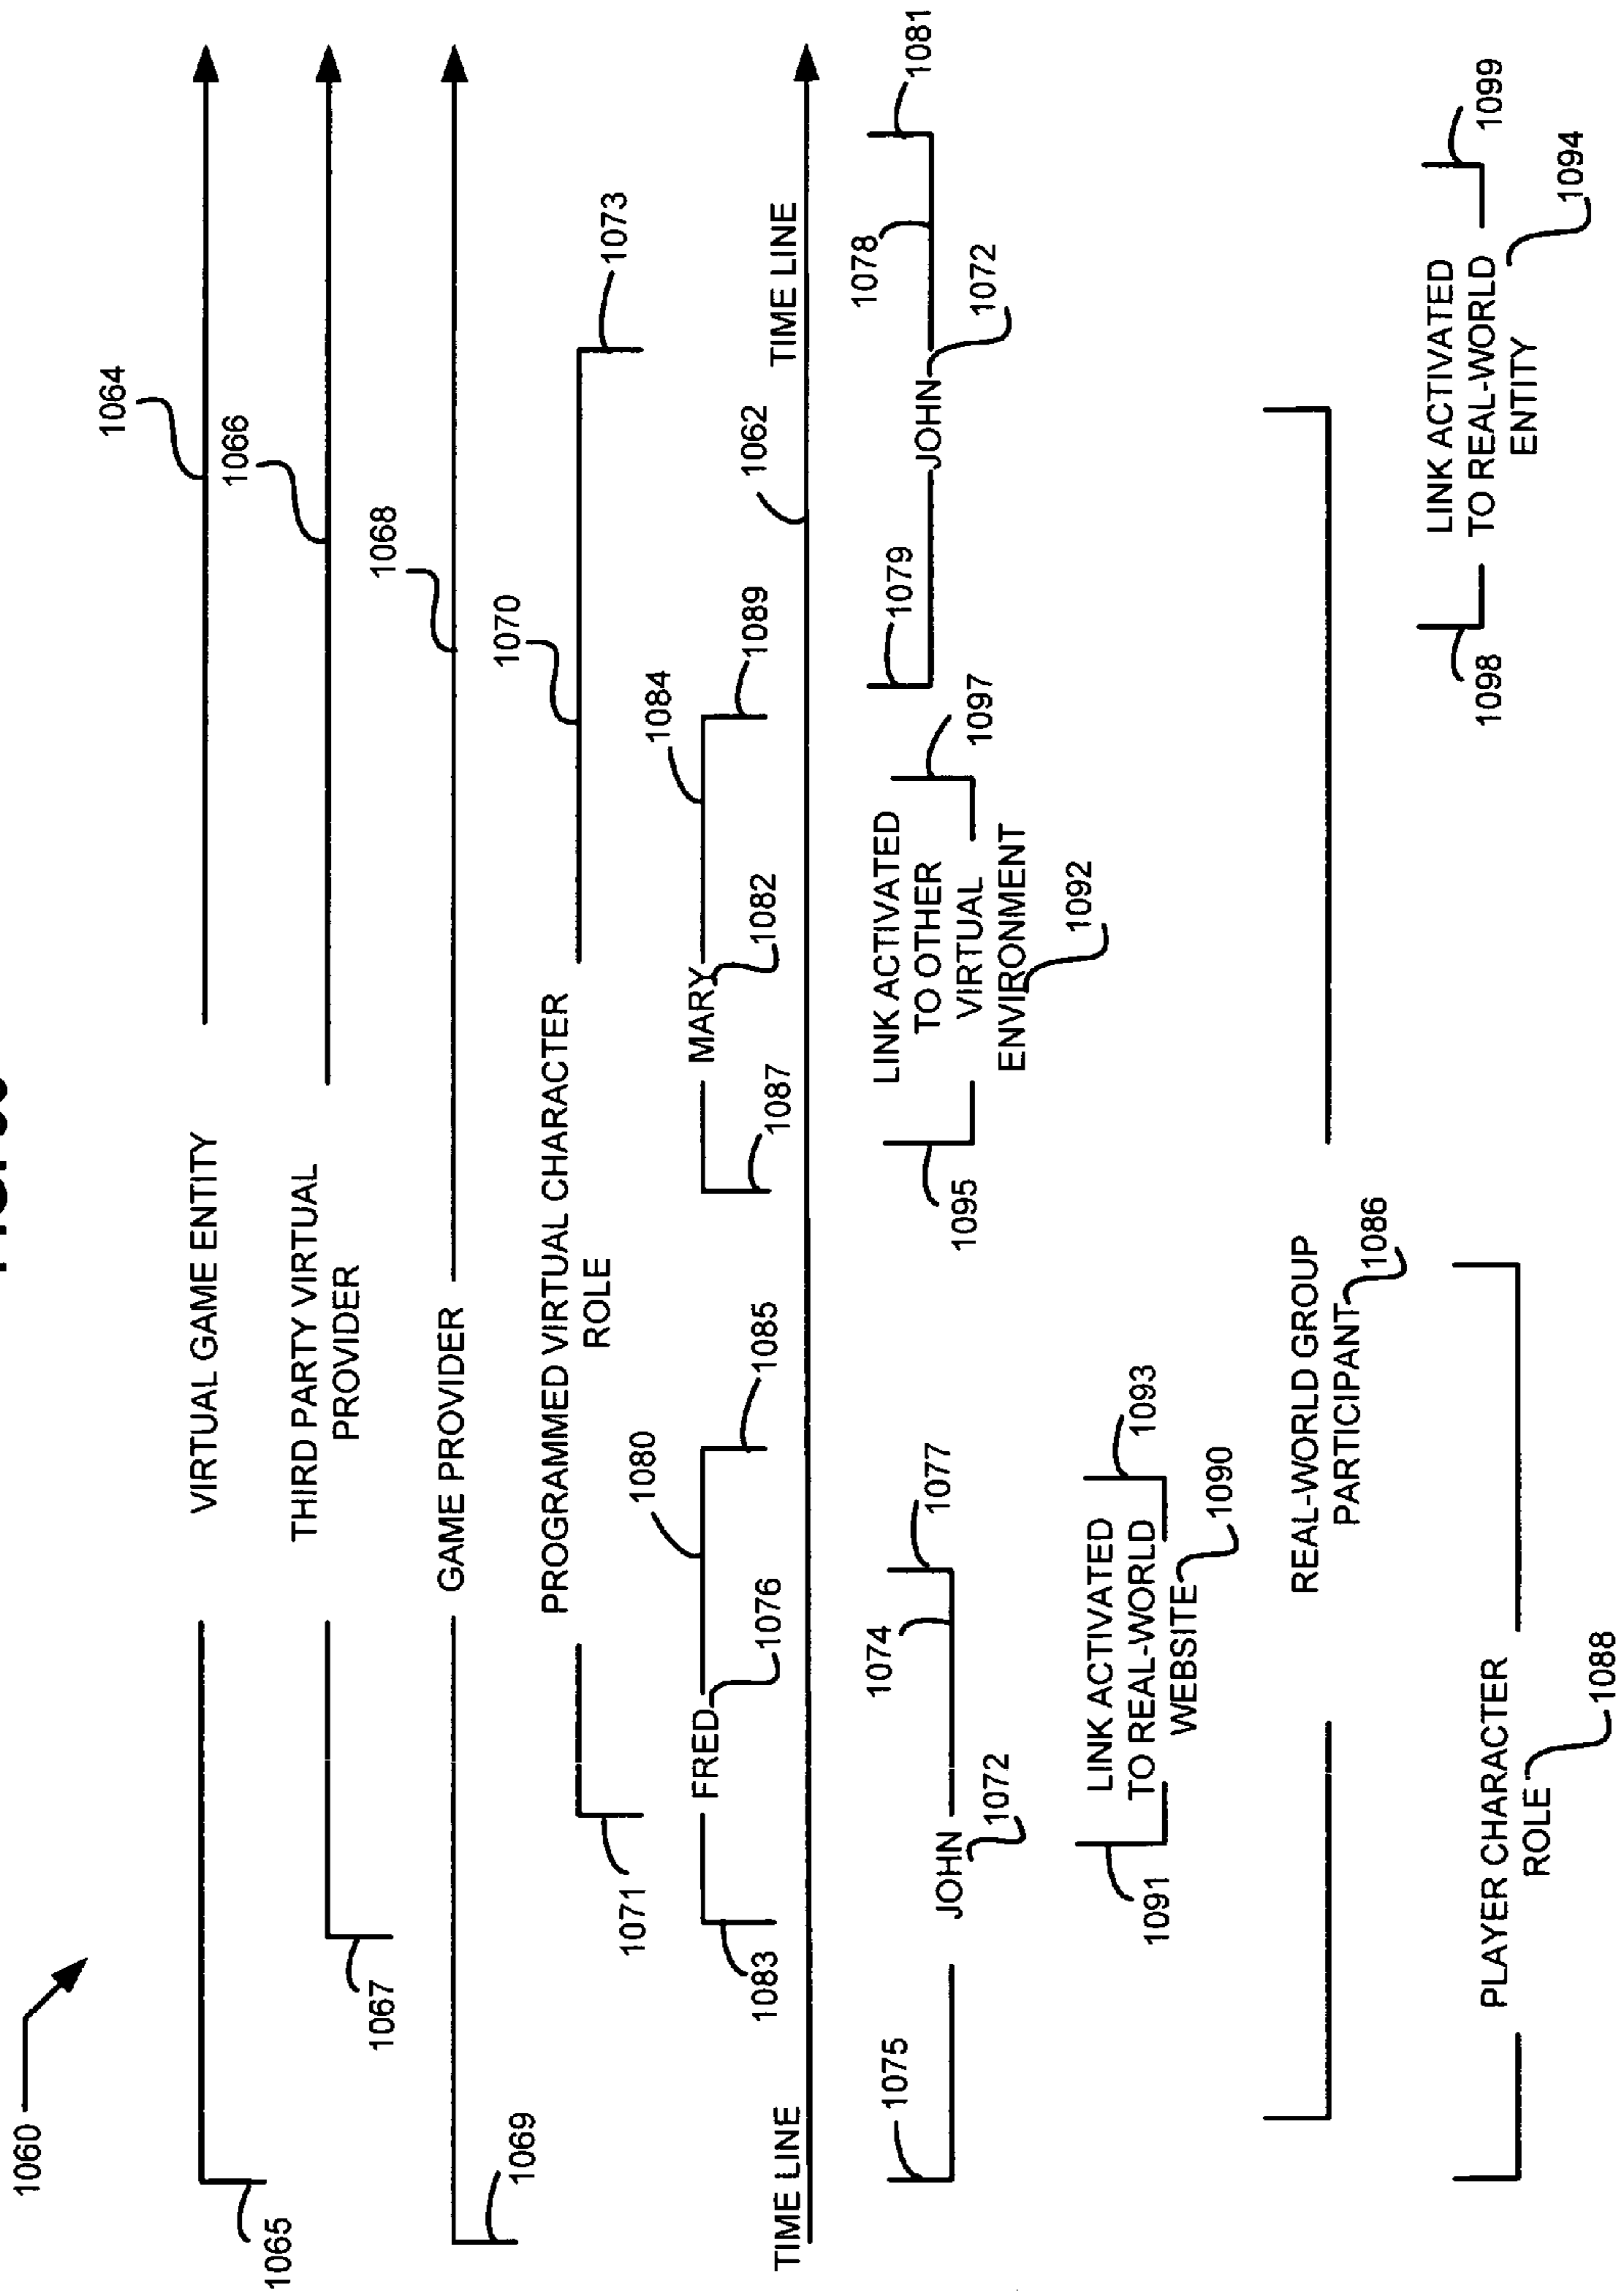 1060
VIRTUAL GAME ENTITY
1064
1065
THIRD PARTY VIRTUAL
PROVIDER
1066
1067
GAME PROVIDER
1068
1069
PROGRAMMED VIRTUAL CHARACTER
ROLE
1070
1071
1073
FRED
1076
1080
1083
1085
MARY
1082
1084
1087
1089
TIME LINE
1062
TIME LINE
1075
JOHN
1072
1074
1077
LINK ACTIVATED
TO OTHER
VIRTUAL
ENVIRONMENT
1092
1095
1097
1079
JOHN
1072
1078
1081
LINK ACTIVATED
TO REAL-WORLD
WEBSITE
1090
1091
1093
REAL-WORLD GROUP
PARTICIPANT
1086
LINK ACTIVATED
TO REAL-WORLD
ENTITY
1094
1098
1099
PLAYER CHARACTER
ROLE
1088